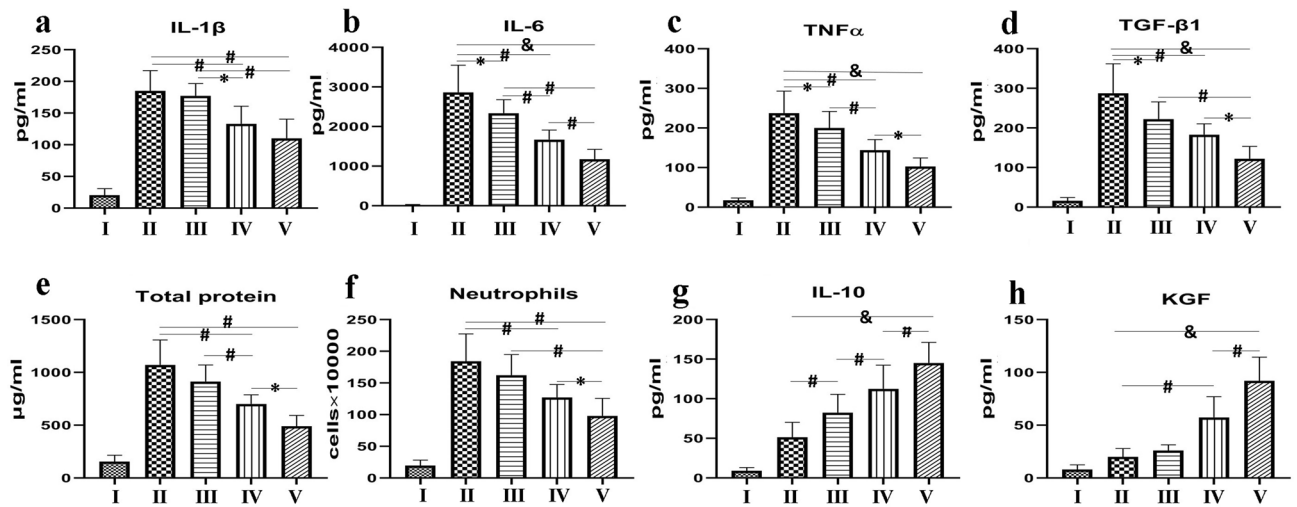 a
IL-1β
pg/ml
250
200
150
100
50
0
# # # # *
I II III IV V
b
IL-6
pg/ml
4000
3000
2000
1000
0
& # * # # #
I II III IV V
c
TNFα
pg/ml
400
300
200
100
0
& # * # *
I II III IV V
d
TGF-β1
pg/ml
400
300
200
100
0
& # * # *
I II III IV V
e
Total protein
µg/ml
1500
1000
500
0
# # # *
I II III IV V
f
Neutrophils
cells×10000
250
200
150
100
50
0
# # # *
I II III IV V
g
IL-10
pg/ml
200
150
100
50
0
& # # #
I II III IV V
h
KGF
pg/ml
150
100
50
0
& # #
I II III IV V